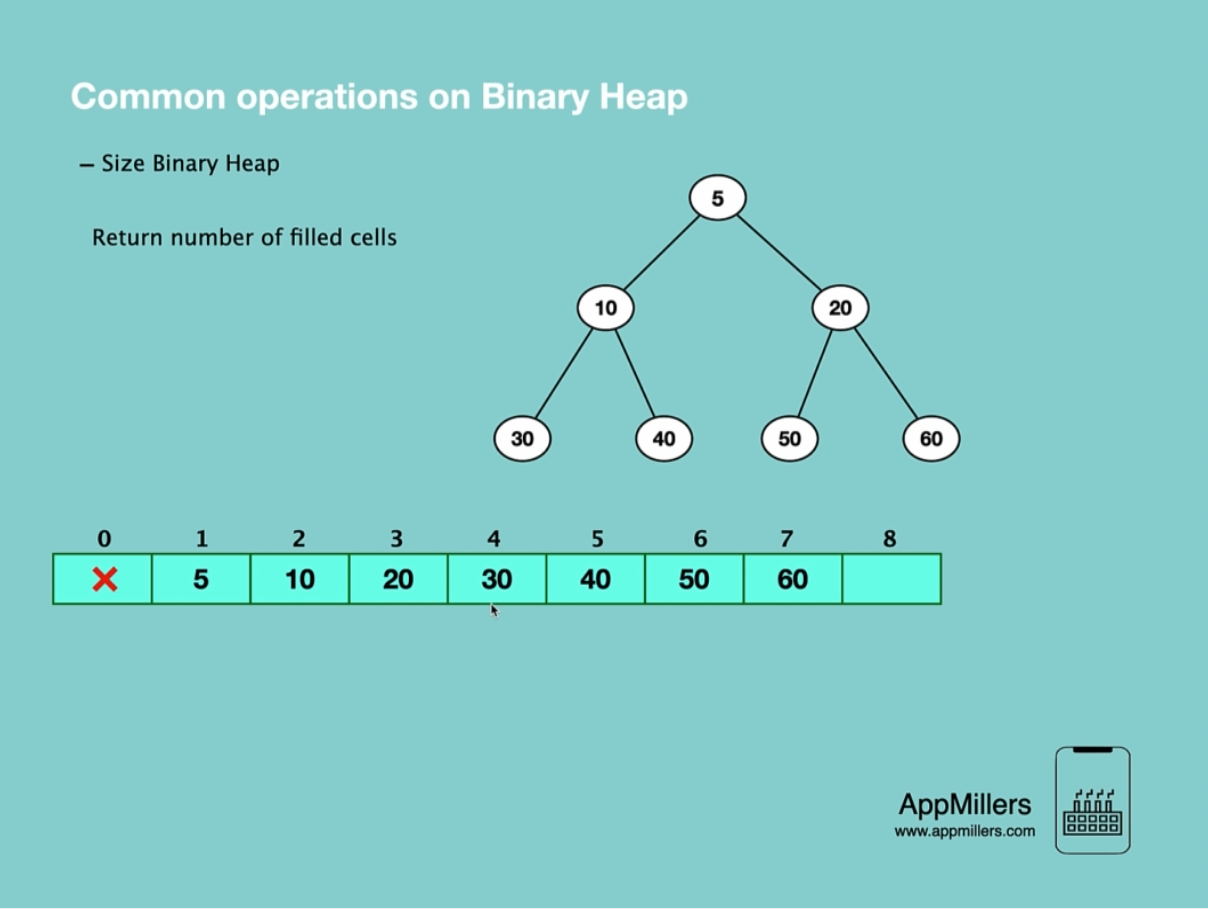 Common operations on Binary Heap
– Size Binary Heap
Return number of filled cells
5
10 20
30 40 50 60
0 1 2 3 4 5 6 7 8
5 10 20 30 40 50 60
AppMillers
www.appmillers.com